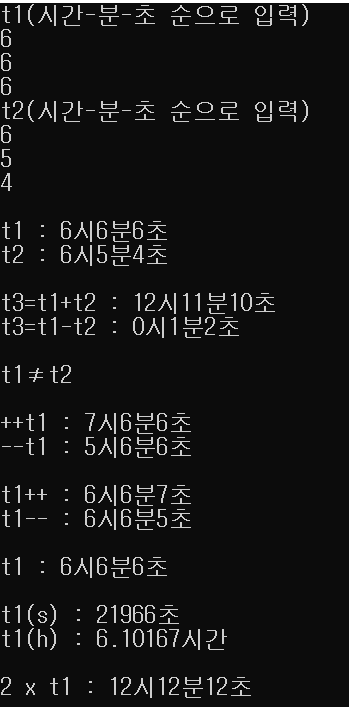 t1(시간-분-초 순으로 입력)
6
6
6
t2(시간-분-초 순으로 입력)
6
5
4
t1 : 6시6분6초
t2 : 6시5분4초
t3=t1+t2 : 12시11분10초
t3=t1-t2 : 0시1분2초
t1≠t2
++t1 : 7시6분6초
--t1 : 5시6분6초
t1++ : 6시6분7초
t1-- : 6시6분5초
t1 : 6시6분6초
t1(s) : 21966초
t1(h) : 6.10167시간
2 x t1 : 12시12분12초